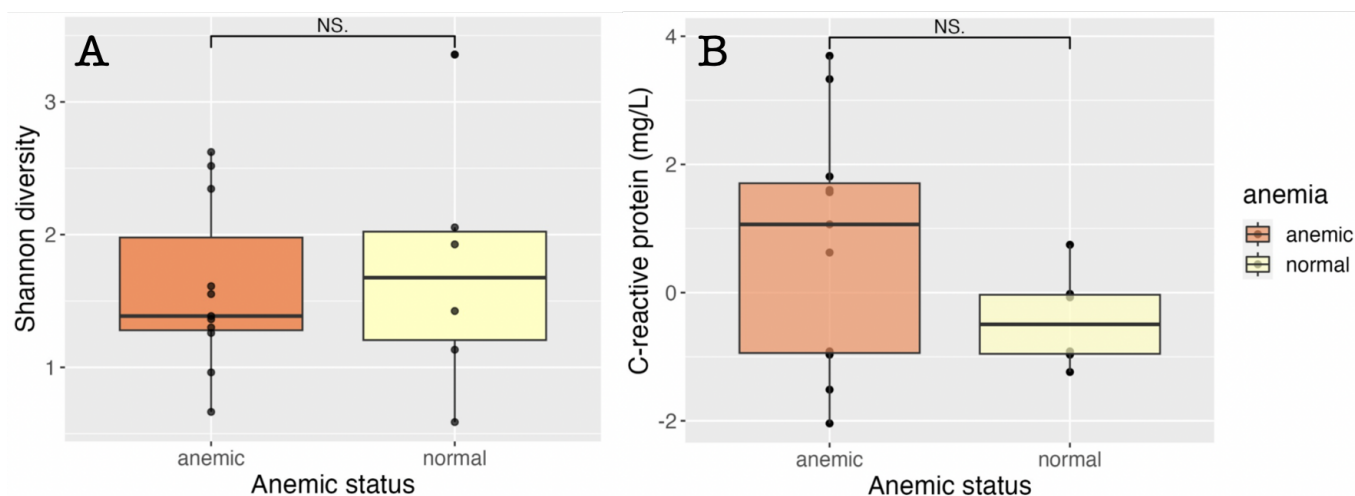 A
NS.
Shannon diversity
3
2
1
anemic normal
Anemic status
B
NS.
C-reactive protein (mg/L)
4
2
0
-2
anemic normal
Anemic status
anemia
anemic
normal